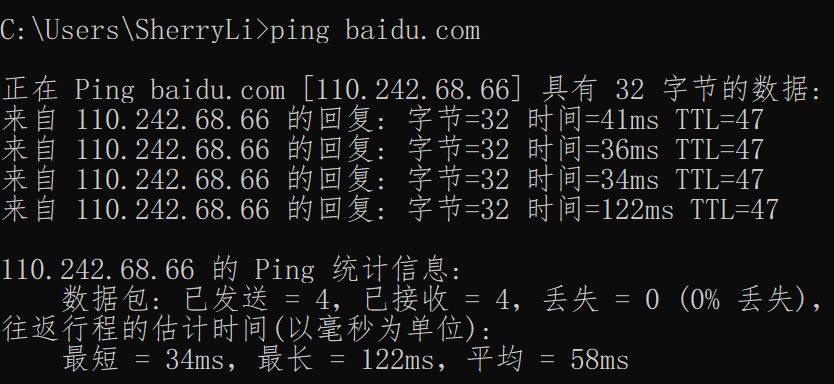 C:\Users\SherryLi>ping baidu.com
正在 Ping baidu.com [110.242.68.66] 具有 32 字节的数据:
来自 110.242.68.66 的回复: 字节=32 时间=41ms TTL=47
来自 110.242.68.66 的回复: 字节=32 时间=36ms TTL=47
来自 110.242.68.66 的回复: 字节=32 时间=34ms TTL=47
来自 110.242.68.66 的回复: 字节=32 时间=122ms TTL=47
110.242.68.66 的 Ping 统计信息:
数据包: 已发送 = 4, 已接收 = 4, 丢失 = 0 (0% 丢失),
往返行程的估计时间(以毫秒为单位):
最短 = 34ms, 最长 = 122ms, 平均 = 58ms